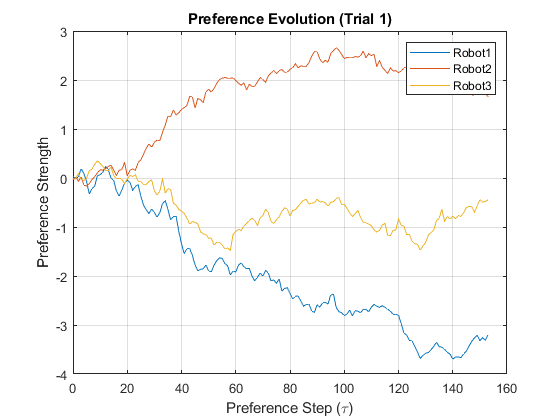 Preference Evolution (Trial 1)
Robot1
Robot2
Robot3
Preference Strength
3
2
1
0
-1
-2
-3
-4
0 20 40 60 80 100 120 140 160
Preference Step (τ)